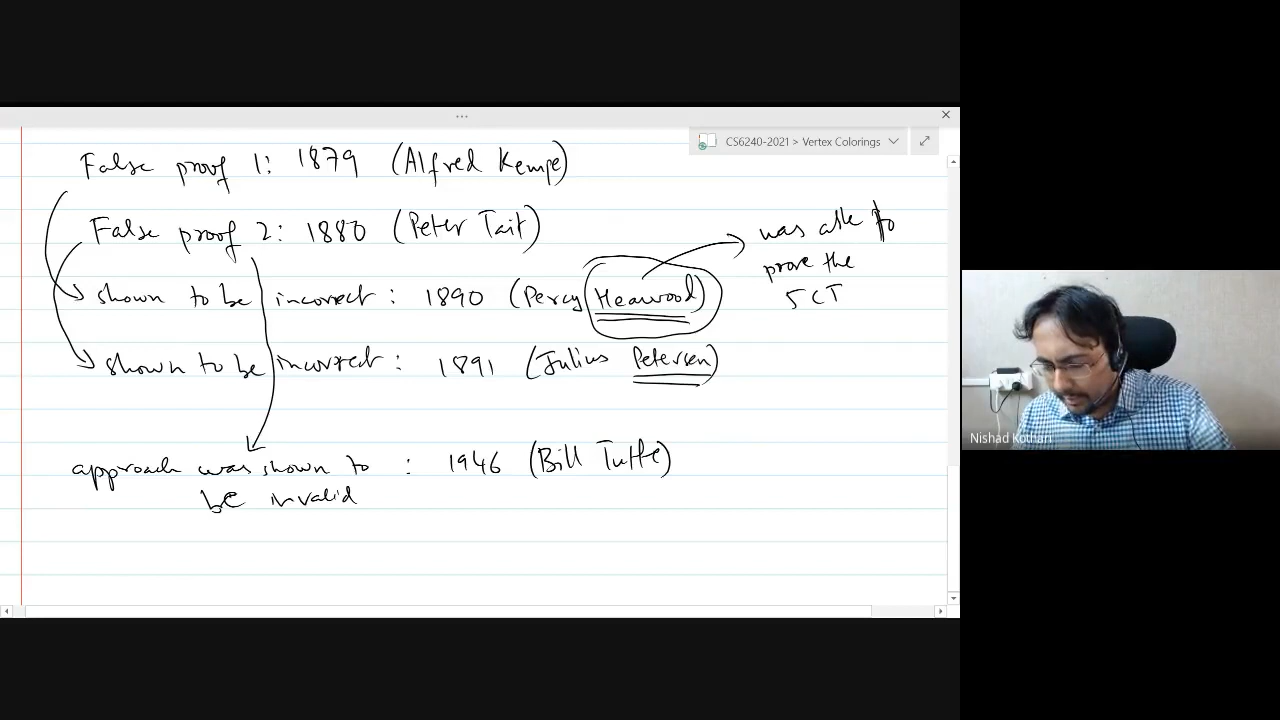 CS6240-2021 > Vertex Colorings
False proof 1: 1879 (Alfred Kempe)
False proof 2: 1880 (Peter Tait)
was able to
prove the
5CT
shown to be incorrect: 1890 (Percy Heawood)
shown to be incorrect: 1891 (Julius Petersen)
approach was shown to : 1946 (Bill Tutte)
be invalid
Nishad Kothari